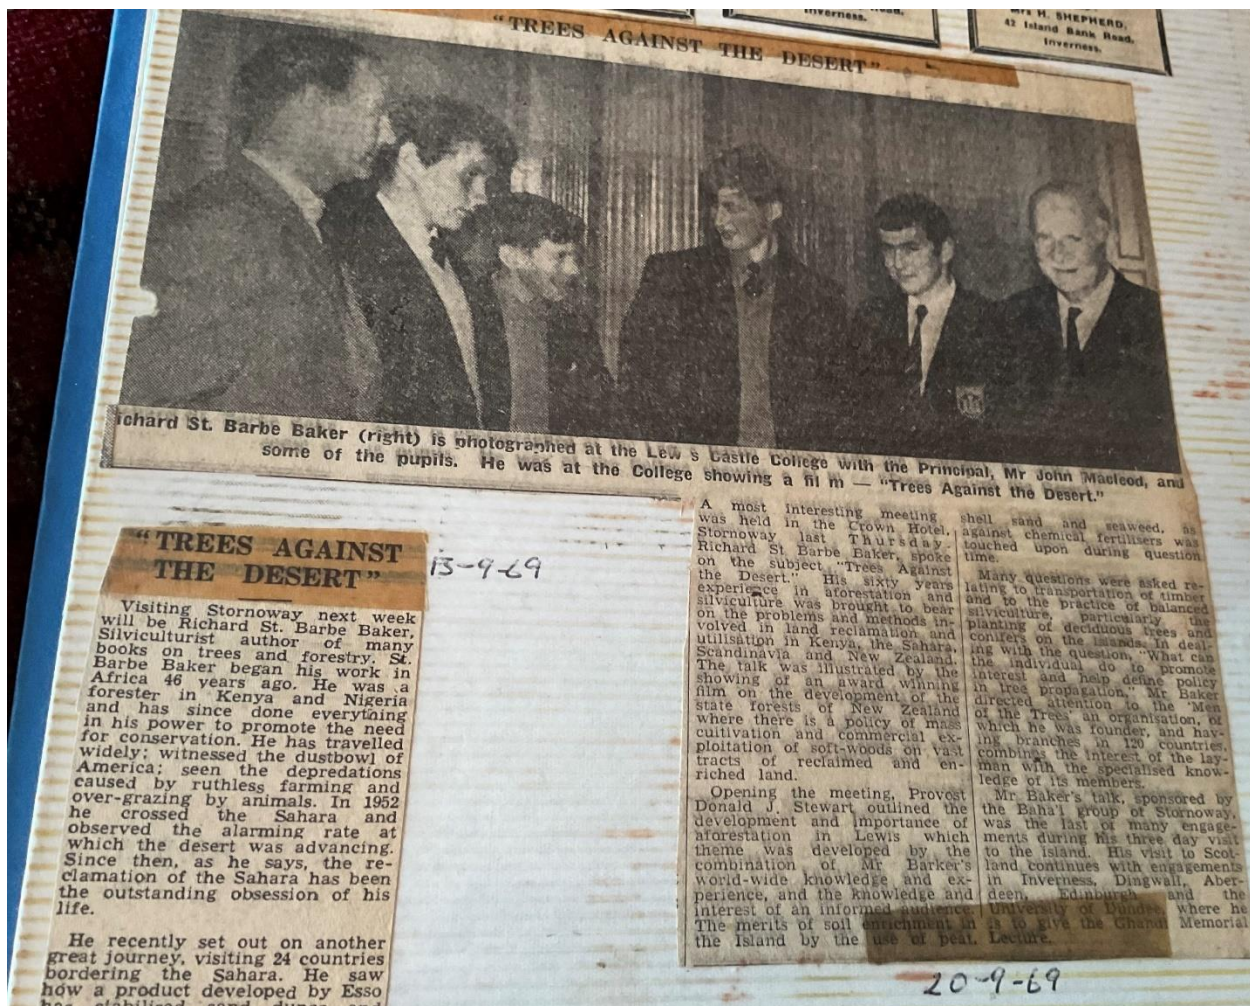 Inverness.
Mrs H. SHEPHERD,
42 Island Bank Road,
Inverness.
"TREES AGAINST THE DESERT"
ichard St. Barbe Baker (right) is photographed at the Lew s Castle College with the Principal, Mr John Macleod, and
some of the pupils. He was at the College showing a fil m — "Trees Against the Desert."
"TREES AGAINST
THE DESERT"
13-9-69
Visiting Stornoway next week
will be Richard St. Barbe Baker,
Silviculturist author of many
books on trees and forestry. St.
Barbe Baker began his work in
Africa 46 years ago. He was a
forester in Kenya and Nigeria
and has since done everything
in his power to promote the need
for conservation. He has travelled
widely; witnessed the dustbowl of
America; seen the depredations
caused by ruthless farming and
over-grazing by animals. In 1952
he crossed the Sahara and
observed the alarming rate at
which the desert was advancing.
Since then, as he says, the re-
clamation of the Sahara has been
the outstanding obsession of his
life.
He recently set out on another
great journey, visiting 24 countries
bordering the Sahara. He saw
how a product developed by Esso
has stabilised sand dunes and
A most interesting meeting
was held in the Crown Hotel,
Stornoway last Thursday.
Richard St. Barbe Baker, spoke
on the subject "Trees Against
the Desert." His sixty years
experience in aforestation and
silviculture was brought to bear
on the problems and methods in-
volved in land reclamation and
utilisation in Kenya, the Sahara,
Scandinavia and New Zealand.
The talk was illustrated by the
showing of an award winning
film on the development of the
state forests of New Zealand
where there is a policy of mass
cultivation and commercial ex-
ploitation of soft-woods on vast
tracts of reclaimed and en-
riched land.
Opening the meeting, Provost
Donald J. Stewart outlined the
development and importance of
aforestation in Lewis which
theme was developed by the
combination of Mr Barker's
world-wide knowledge and ex-
perience, and the knowledge and
interest of an informed audience.
The merits of soil enrichment in
the Island by the use of peat,
shell sand and seaweed, as
against chemical fertilisers was
touched upon during question
time.
Many questions were asked re-
lating to transportation of timber
and to the practice of balanced
silviculture, particularly the
planting of deciduous trees and
conifers on the islands. In deal-
ing with the question, "What can
the individual do to promote
interest and help define policy
in tree propagation," Mr Baker
directed attention to the 'Men
of the Trees' an organisation, of
which he was founder, and hav-
ing branches in 120 countries,
combines the interest of the lay-
man with the specialised know-
ledge of its members.
Mr Baker's talk, sponsored by
the Baha'i group of Stornoway,
was the last or many engage-
ments during his three day visit
to the island. His visit to Scot-
land continues with engagements
in Inverness, Dingwall, Aber-
deen, Edinburgh and the
University of Dundee, where he
is to give the Ghandi Memorial
Lecture.
20-9-69